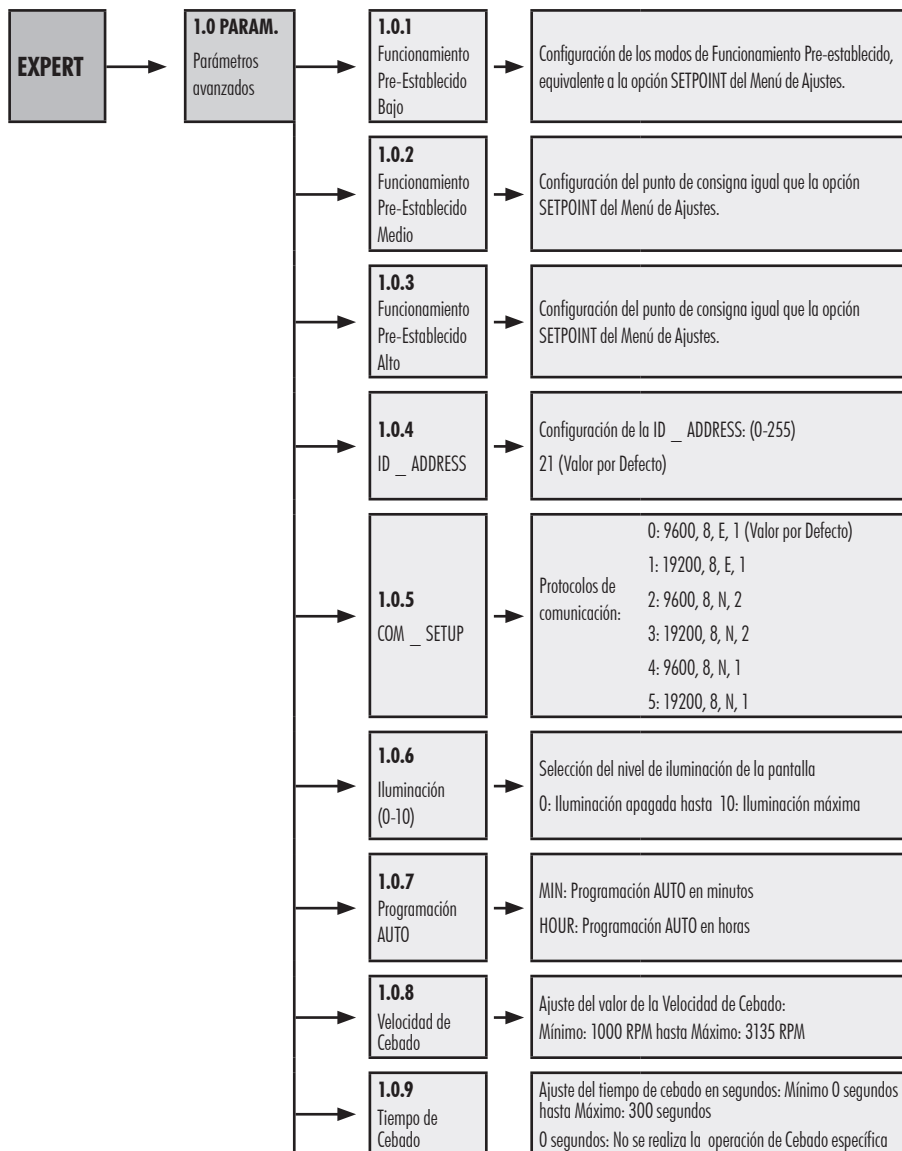 EXPERT
1.0 PARAM.
Parámetros
avanzados
1.0.1
Funcionamiento
Pre-Establecido
Bajo
Configuración de los modos de Funcionamiento Pre-establecido,
equivalente a la opción SETPOINT del Menú de Ajustes.
1.0.2
Funcionamiento
Pre-Establecido
Medio
Configuración del punto de consigna igual que la opción
SETPOINT del Menú de Ajustes.
1.0.3
Funcionamiento
Pre-Establecido
Alto
Configuración del punto de consigna igual que la opción
SETPOINT del Menú de Ajustes.
1.0.4
ID _ ADDRESS
Configuración de la ID _ ADDRESS: (0-255)
21 (Valor por Defecto)
1.0.5
COM _ SETUP
Protocolos de
comunicación:
0: 9600, 8, E, 1 (Valor por Defecto)
1: 19200, 8, E, 1
2: 9600, 8, N, 2
3: 19200, 8, N, 2
4: 9600, 8, N, 1
5: 19200, 8, N, 1
1.0.6
Iluminación
(0-10)
Selección del nivel de iluminación de la pantalla
0: Iluminación apagada hasta 10: Iluminación máxima
1.0.7
Programación
AUTO
MIN: Programación AUTO en minutos
HOUR: Programación AUTO en horas
1.0.8
Velocidad de
Cebado
Ajuste del valor de la Velocidad de Cebado:
Mínimo: 1000 RPM hasta Máximo: 3135 RPM
1.0.9
Tiempo de
Cebado
Ajuste del tiempo de cebado en segundos: Mínimo 0 segundos
hasta Máximo: 300 segundos
0 segundos: No se realiza la operación de Cebado específica